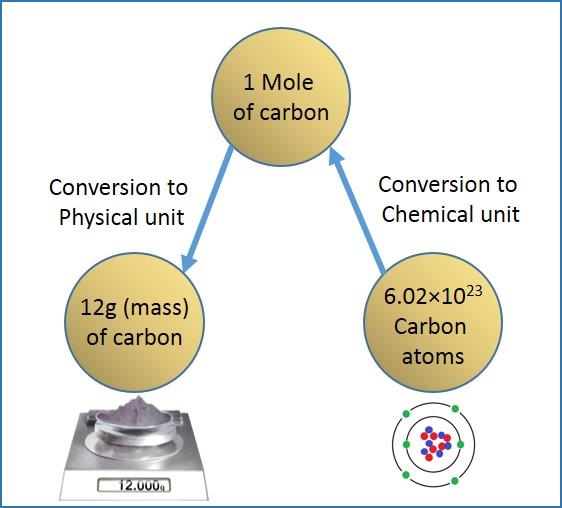 1 Mole
of carbon
Conversion to
Physical unit
Conversion to
Chemical unit
12g (mass)
of carbon
6.02×10²³
Carbon
atoms
12.000g